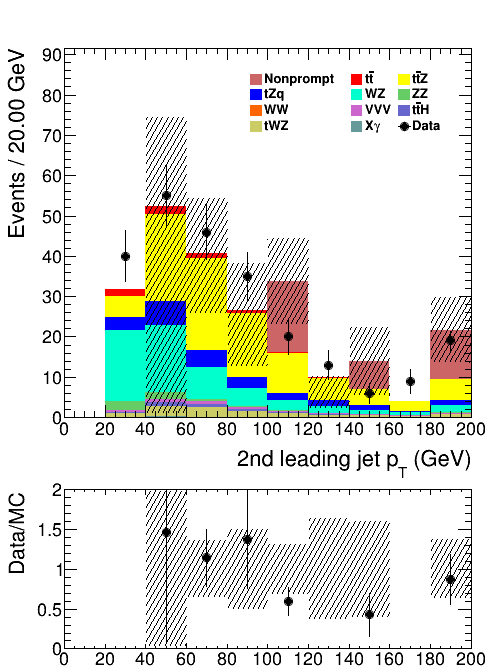 Events / 20.00 GeV
90
80
70
60
50
40
30
20
10
0
Nonprompt tt̄ tt̄Z
tZq WZ ZZ
WW VVV tt̄H
tWZ Xγ Data
0 20 40 60 80 100 120 140 160 180 200
2nd leading jet p_T (GeV)
Data/MC
2
1.5
1
0.5
0
0 20 40 60 80 100 120 140 160 180 200